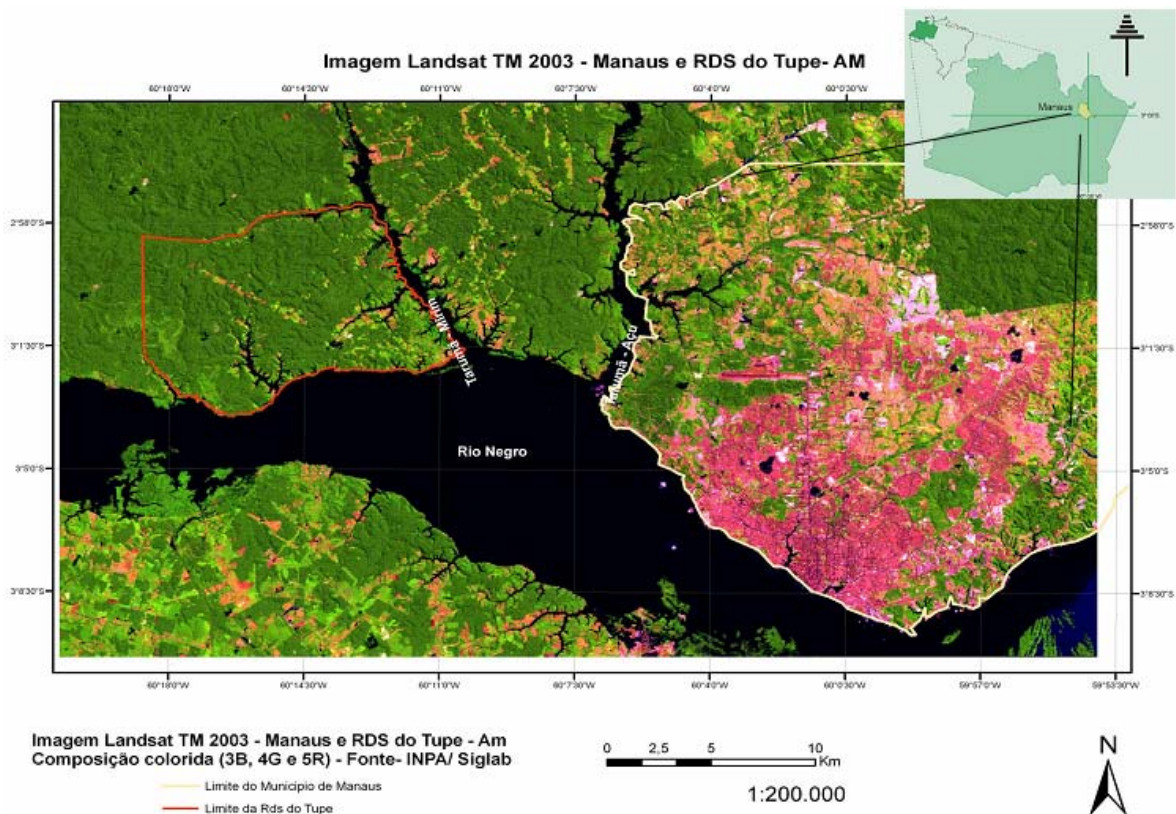 Imagem Landsat TM 2003 - Manaus e RDS do Tupe- AM
Manaus
60°18'0"W 60°14'30"W 60°11'0"W 60°7'30"W 60°4'0"W 60°0'30"W
2°58'0"S 2°58'0"S
Taruma - Mirim
3°1'30"S 3°1'30"S
Rio Negro
3°5'0"S 3°5'0"S
3°8'30"S 3°8'30"S
60°18'0"W 60°14'30"W 60°11'0"W 60°7'30"W 60°4'0"W 60°0'30"W 59°57'0"W 59°53'30"W
Imagem Landsat TM 2003 - Manaus e RDS do Tupe - Am
Composição colorida (3B, 4G e 5R) - Fonte- INPA/ Siglab
Limite do Municipio de Manaus
Limite da Rds do Tupe
0 2,5 5 10
Km
1:200.000
N